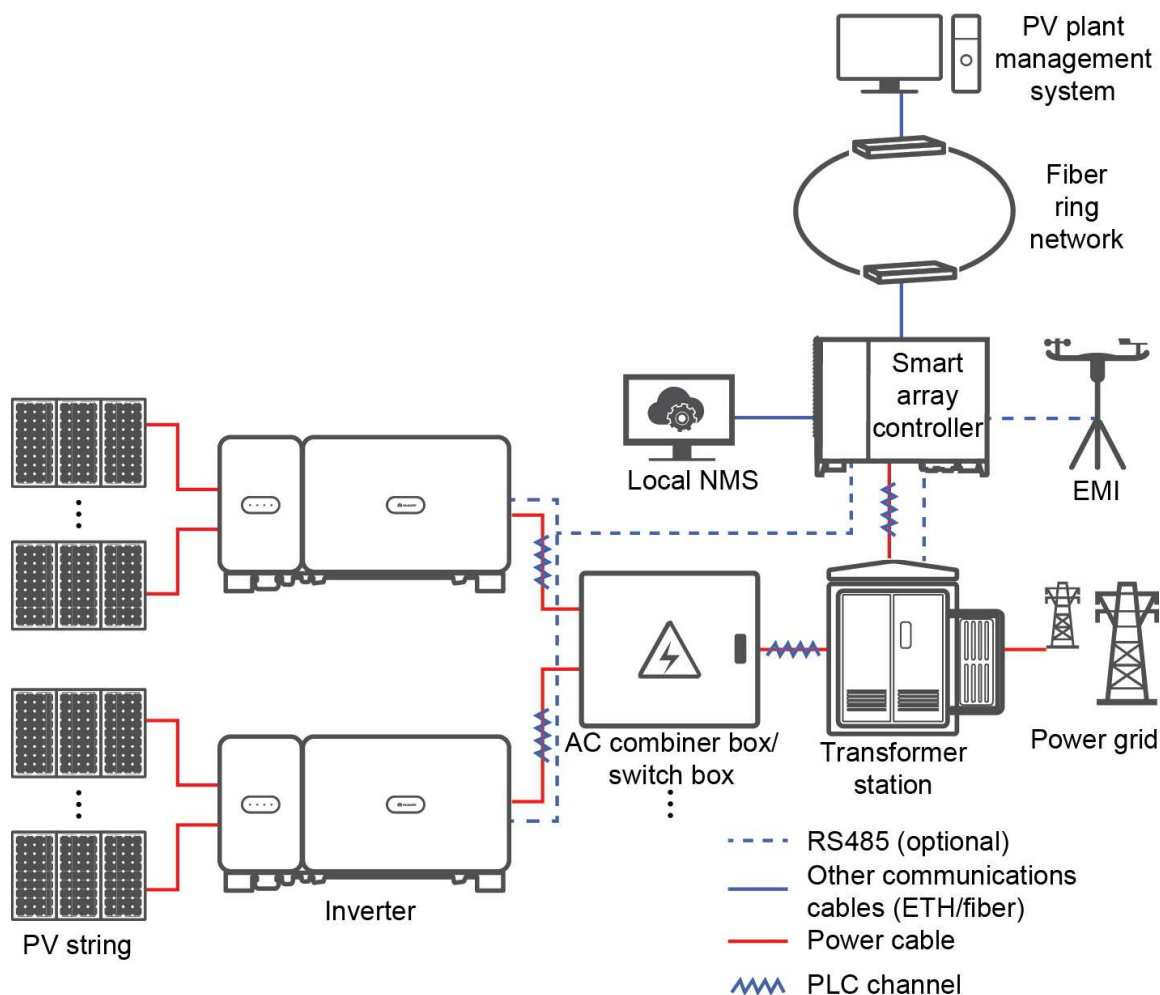 PV plant
management
system
Fiber
ring
network
Smart
array
controller
Local NMS
EMI
AC combiner box/
switch box
Transformer
station
Power grid
Inverter
PV string
RS485 (optional)
Other communications
cables (ETH/fiber)
Power cable
PLC channel